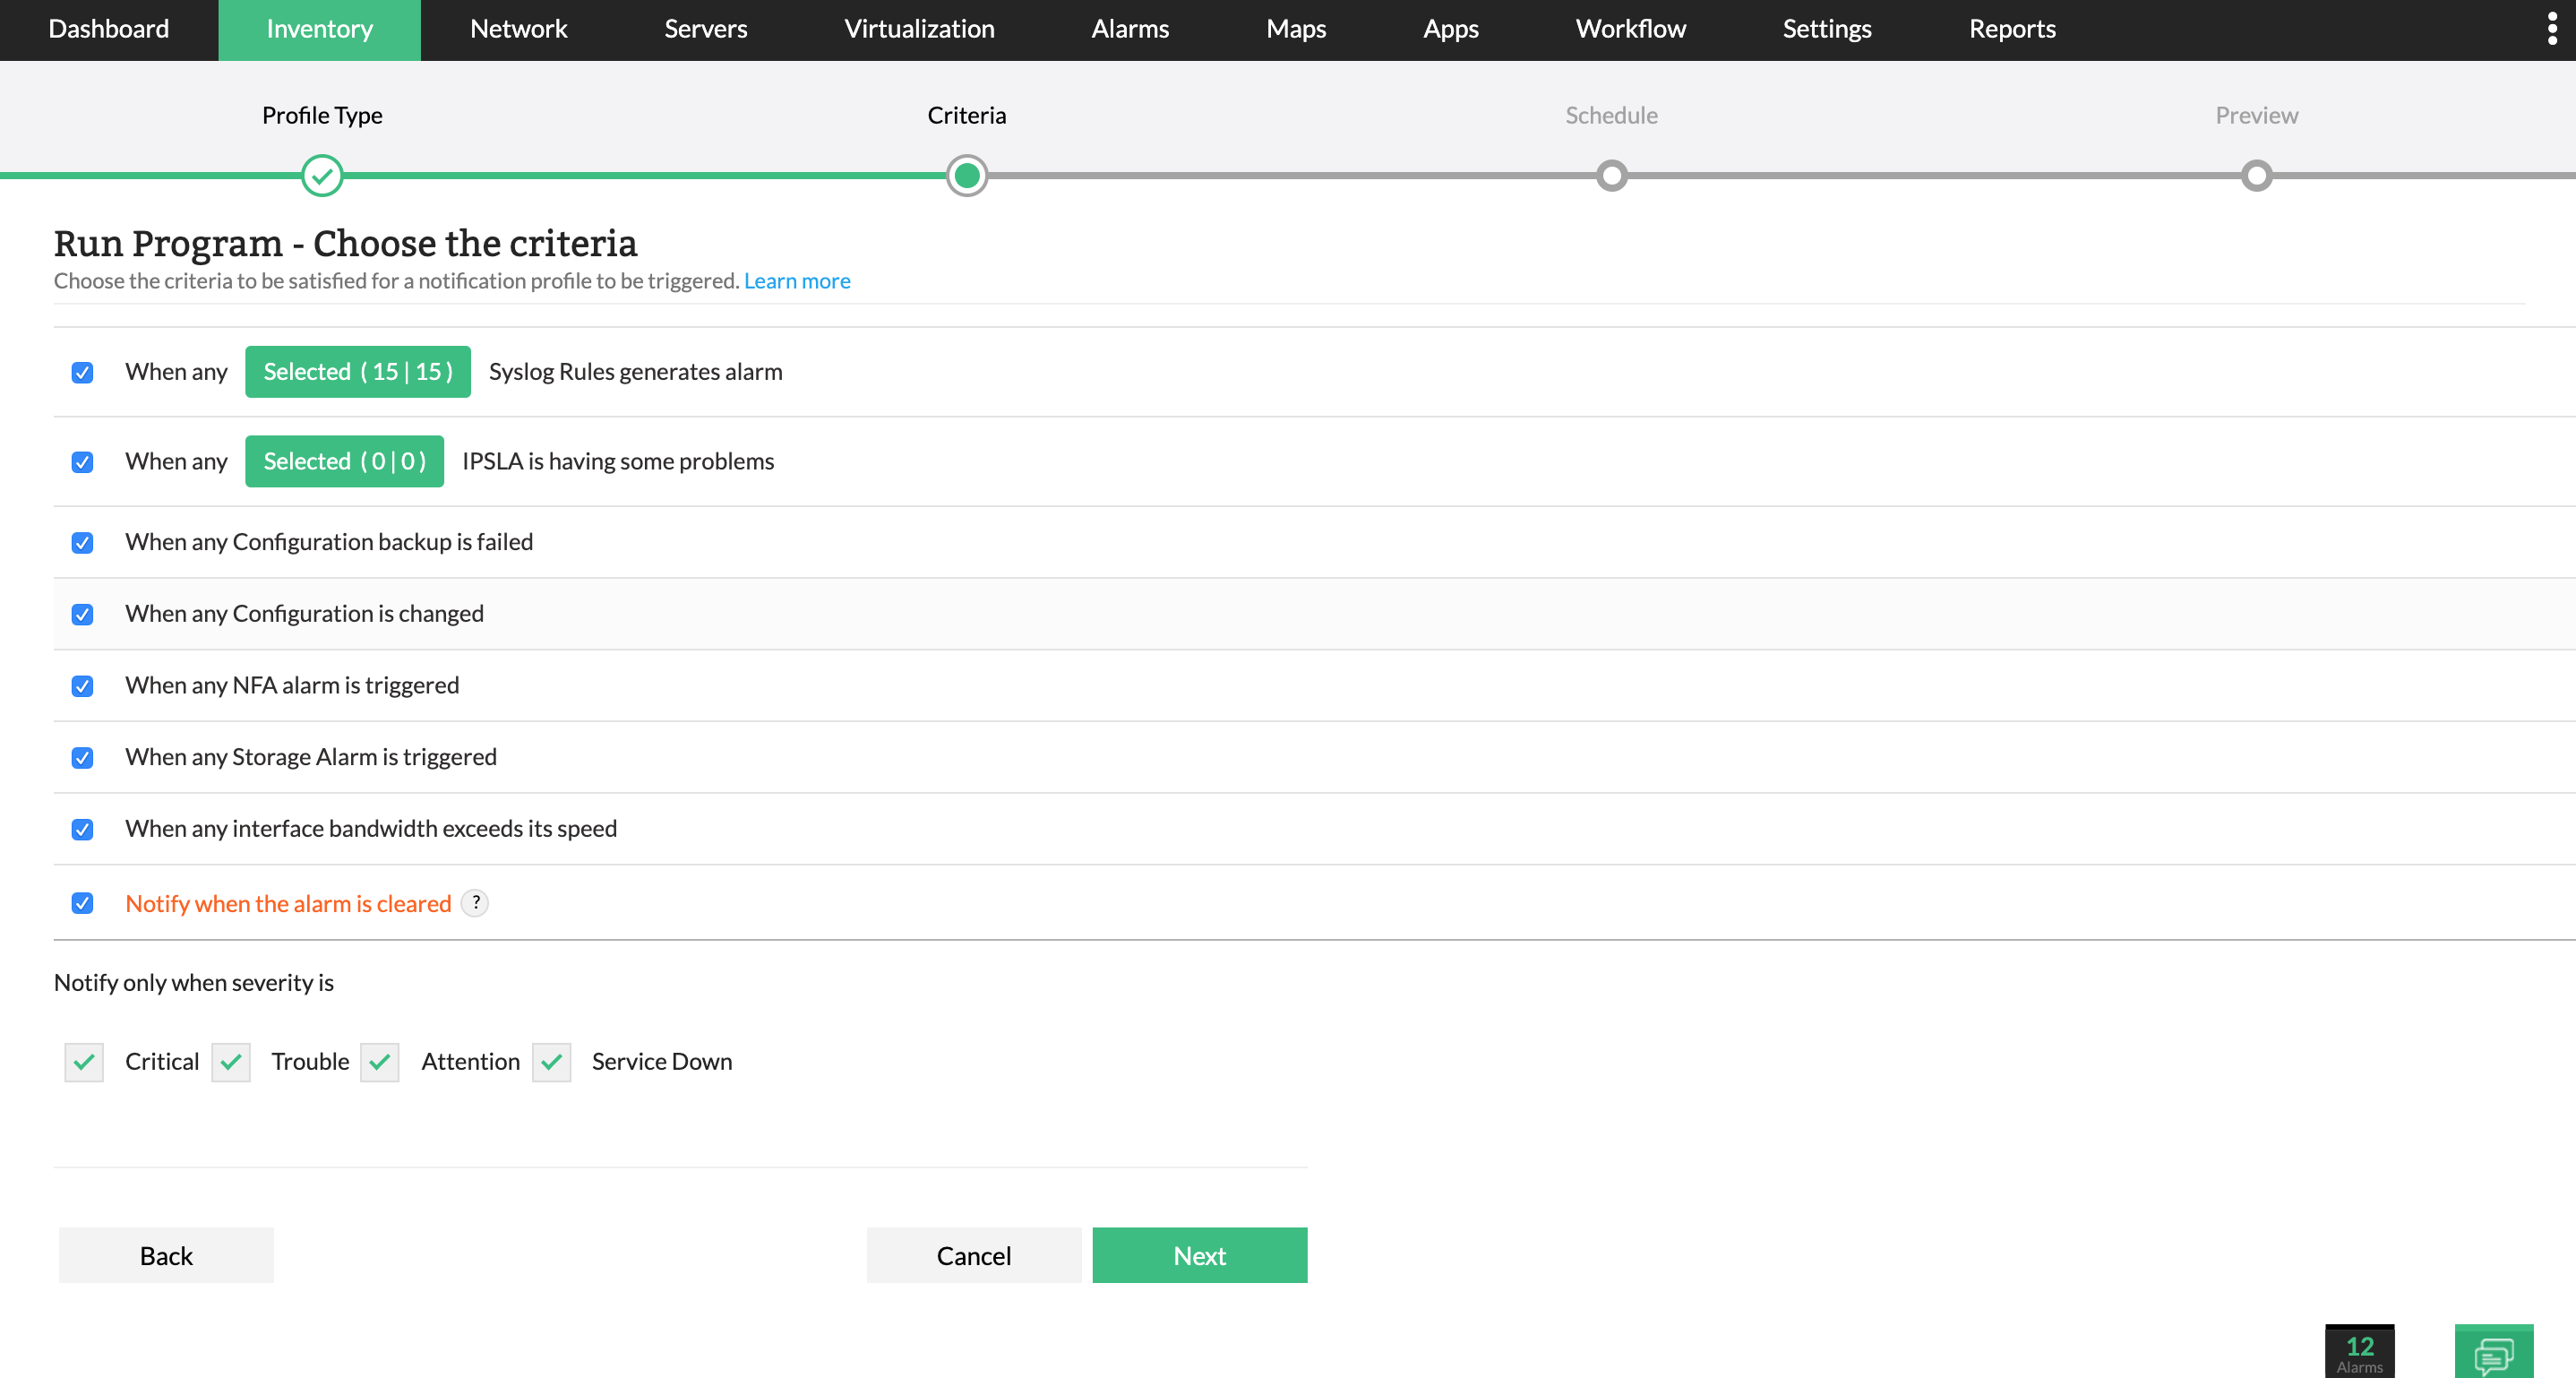 Dashboard Inventory Network Servers Virtualization Alarms Maps Apps Workflow Settings Reports
Profile Type Criteria Schedule Preview
Run Program - Choose the criteria
Choose the criteria to be satisfied for a notification profile to be triggered. Learn more
When any Selected ( 15 | 15 ) Syslog Rules generates alarm
When any Selected ( 0 | 0 ) IPSLA is having some problems
When any Configuration backup is failed
When any Configuration is changed
When any NFA alarm is triggered
When any Storage Alarm is triggered
When any interface bandwidth exceeds its speed
Notify when the alarm is cleared ?
Notify only when severity is
Critical Trouble Attention Service Down
Back Cancel Next
12
Alarms